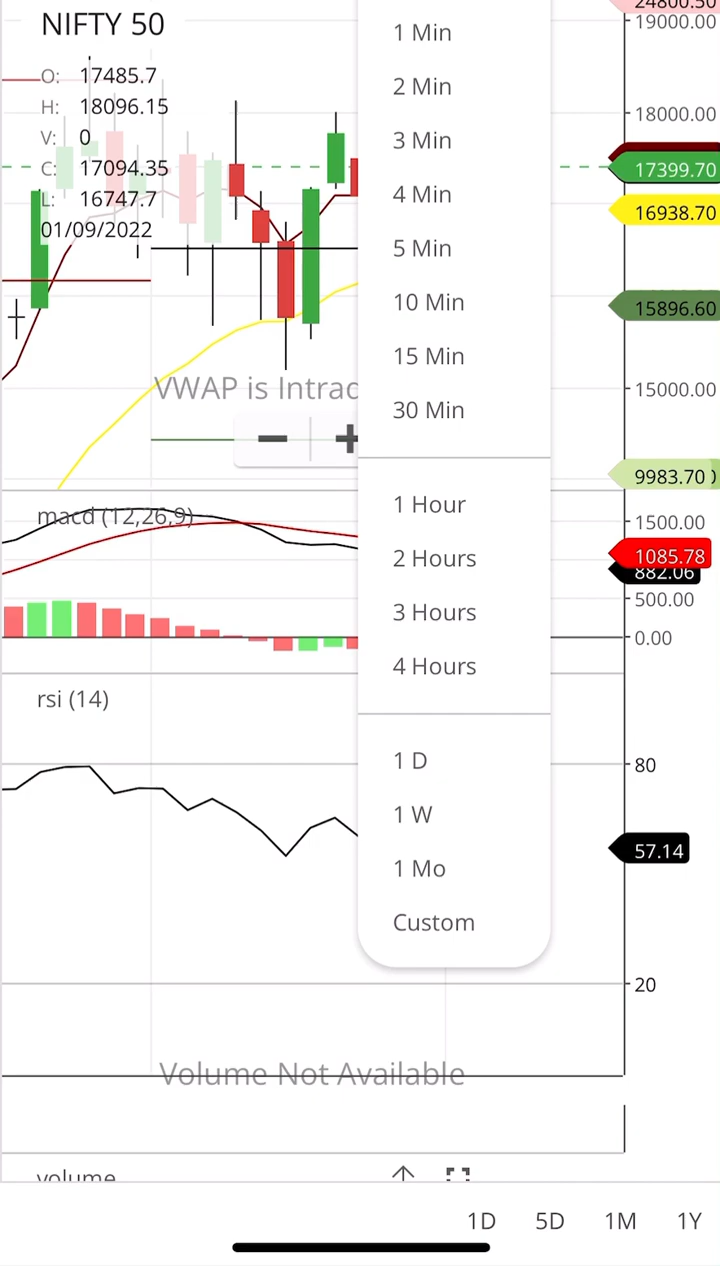 NIFTY 50
O: 17485.7
H: 18096.15
V: 0
C: 17094.35
L: 16747.7
01/09/2022
VWAP is Intrad
1 Min
2 Min
3 Min
4 Min
5 Min
10 Min
15 Min
30 Min
1 Hour
2 Hours
3 Hours
4 Hours
1 D
1 W
1 Mo
Custom
24800.50
19000.00
18000.00
17399.70
16938.70
15896.60
15000.00
9983.70
macd (12,26,9)
1500.00
1085.78
882.06
500.00
0.00
rsi (14)
80
57.14
20
Volume Not Available
volume
1D 5D 1M 1Y